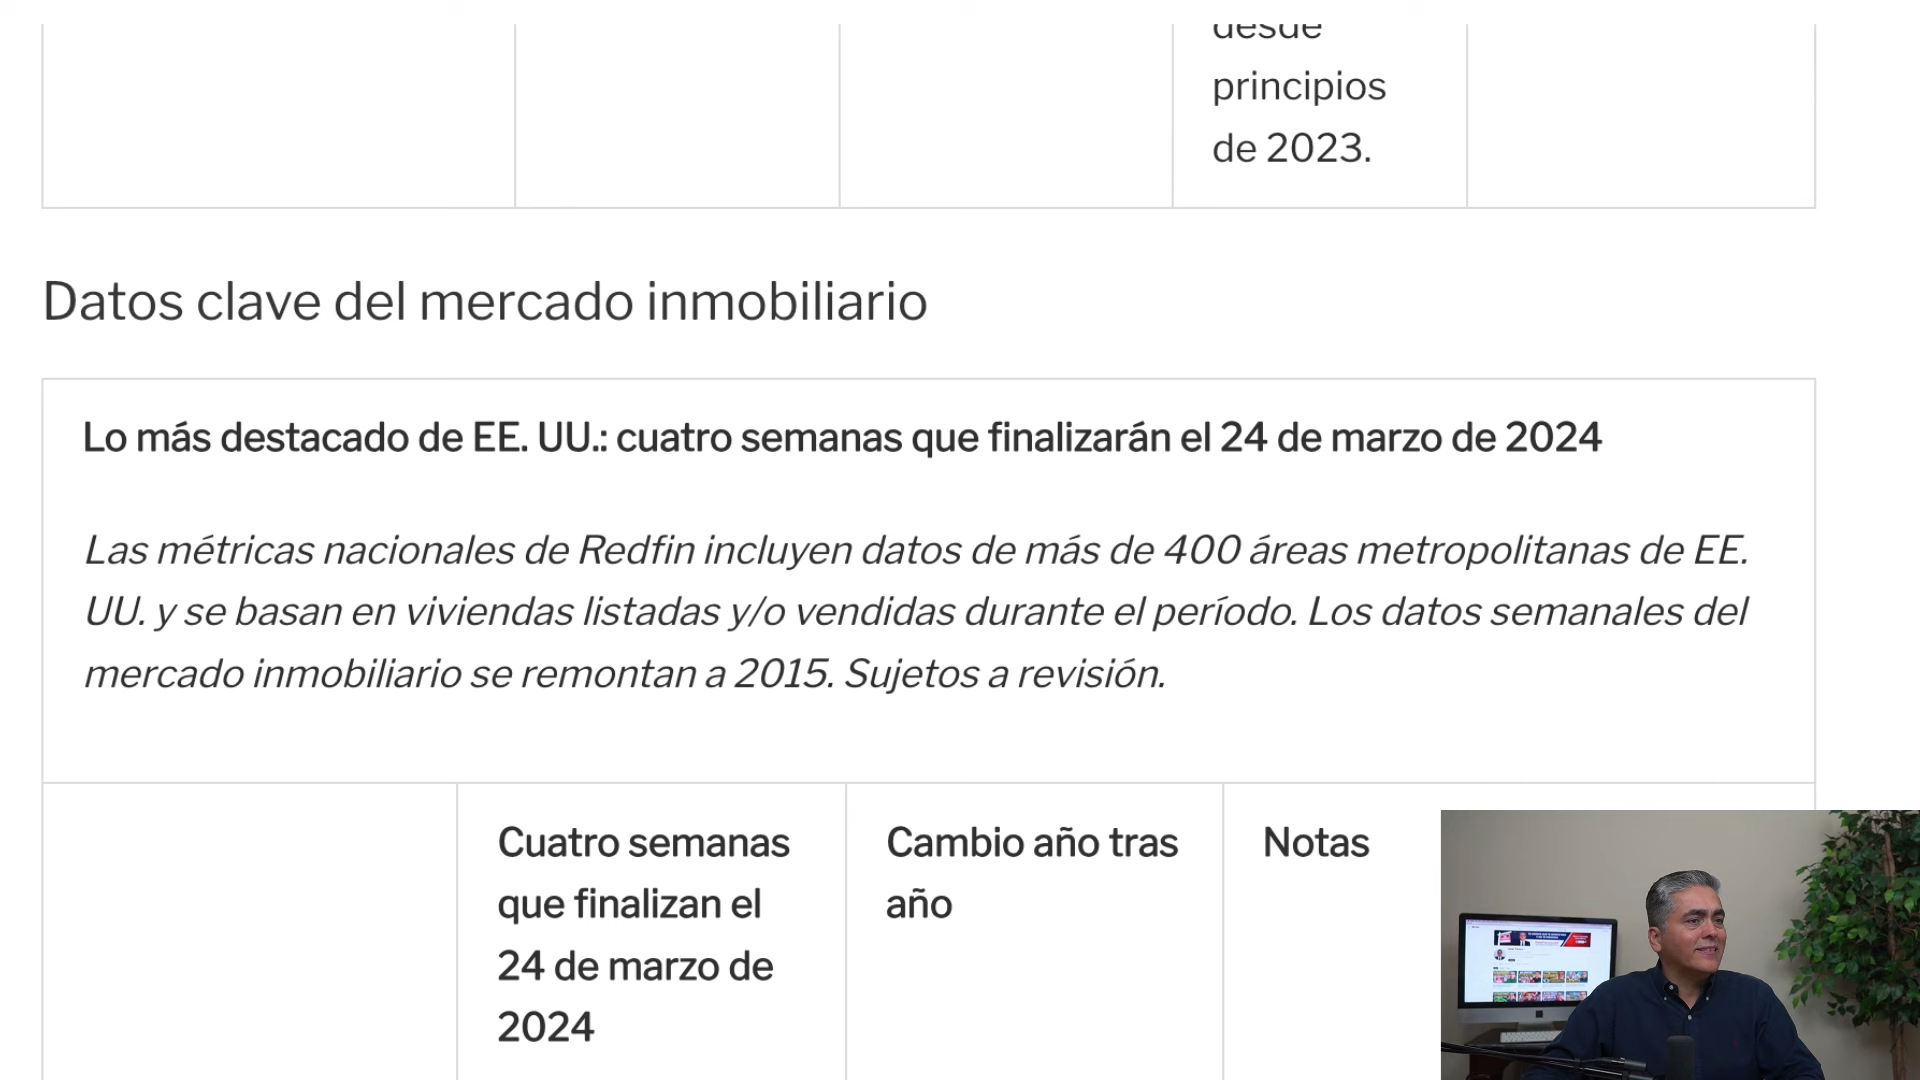 desde
principios
de 2023.
Datos clave del mercado inmobiliario
Lo más destacado de EE. UU.: cuatro semanas que finalizarán el 24 de marzo de 2024
Las métricas nacionales de Redfin incluyen datos de más de 400 áreas metropolitanas de EE.
UU. y se basan en viviendas listadas y/o vendidas durante el período. Los datos semanales del
mercado inmobiliario se remontan a 2015. Sujetos a revisión.
Cuatro semanas
que finalizan el
24 de marzo de
2024
Cambio año tras
año
Notas